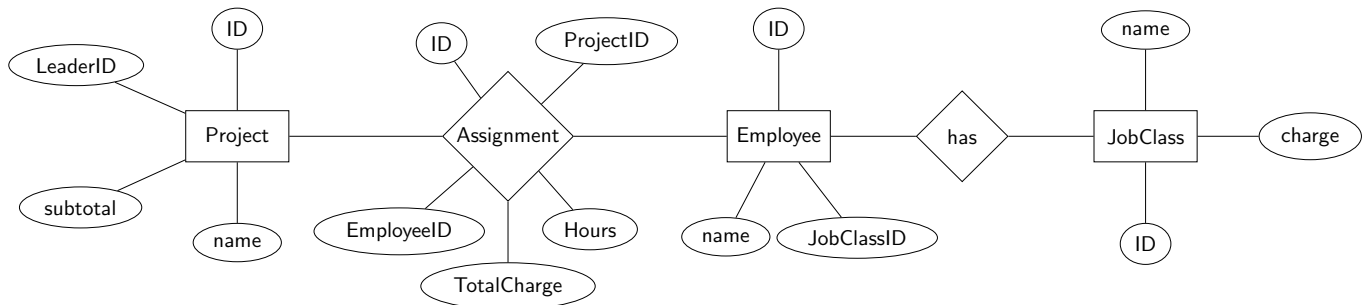 ID
LeaderID
Project
subtotal
name
ID
ProjectID
Assignment
EmployeeID
Hours
TotalCharge
ID
Employee
name
JobClassID
has
name
JobClass
charge
ID